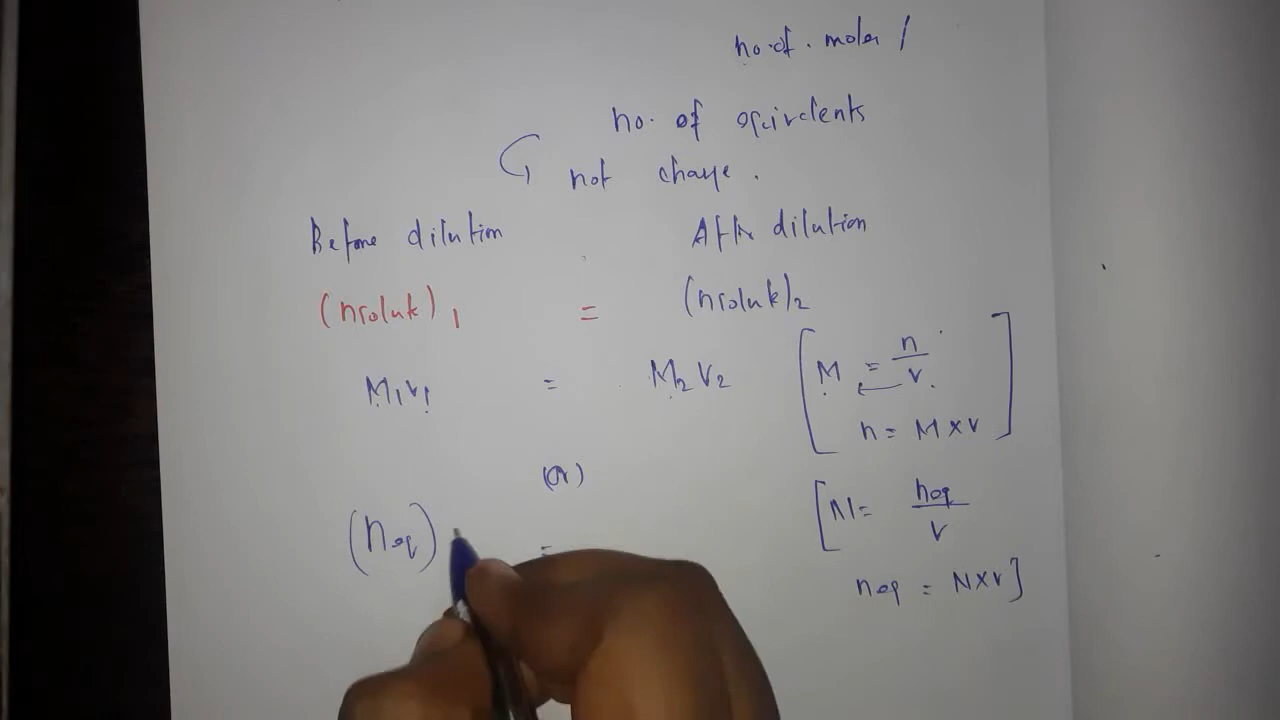 no. of. moles /
no. of equivalents
not change.
Before dilution After dilution
(nsolute)1 = (nsolute)2
M1V1 = M2V2 [M = n/v
n = M×v]
(or)
[N = neq/v
(neq) =
neq = N×v]